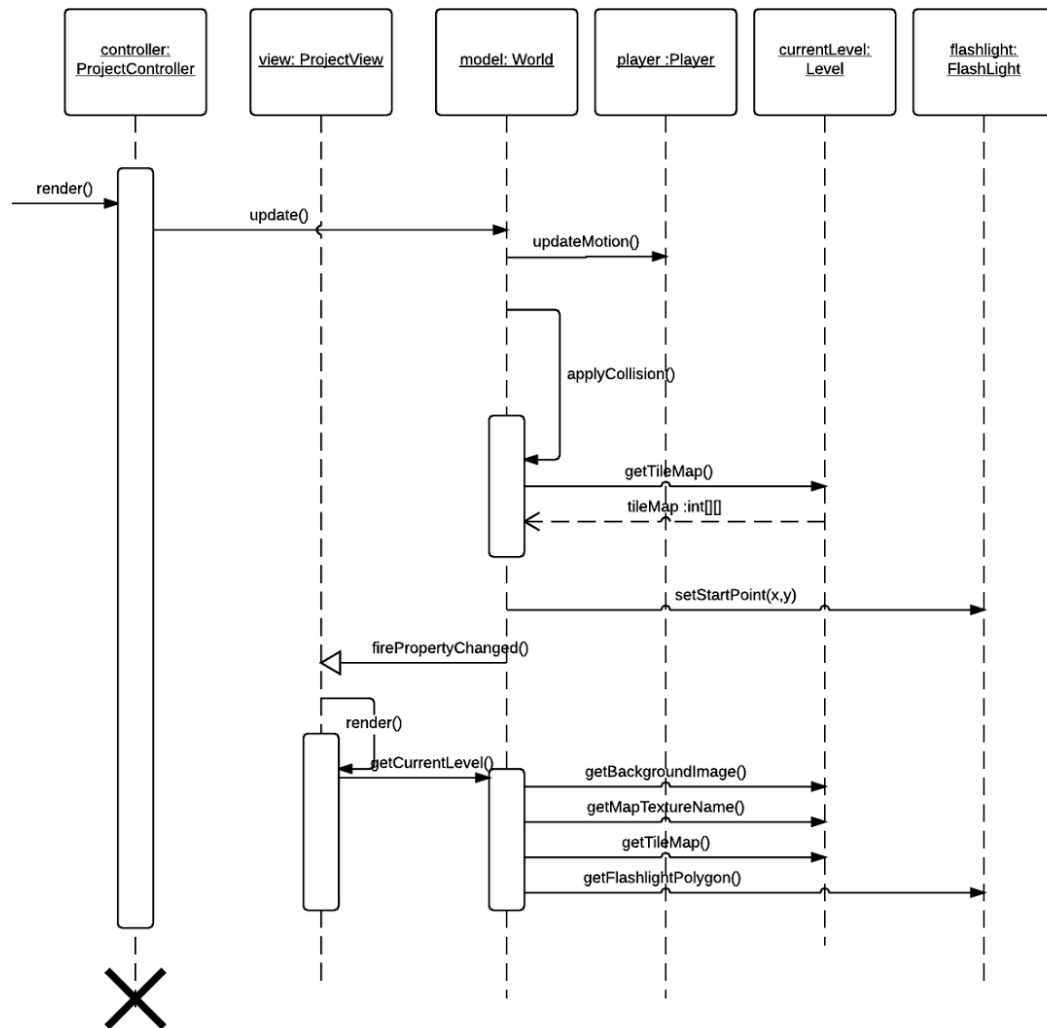 controller:
ProjectController
view: ProjectView
model: World
player :Player
currentLevel:
Level
flashlight:
FlashLight
render()
update()
updateMotion()
applyCollision()
getTileMap()
tileMap :int[][]
setStartPoint(x,y)
firePropertyChanged()
render()
getCurrentLevel()
getBackgroundImage()
getMapTextureName()
getTileMap()
getFlashlightPolygon()